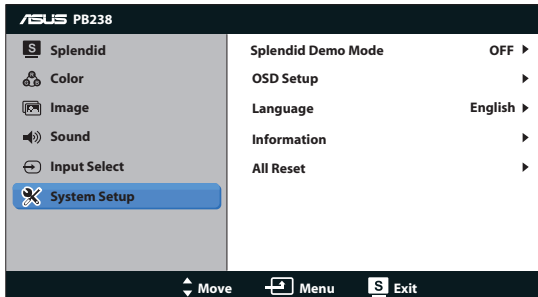 ASUS PB238
S Splendid
Color
Image
Sound
Input Select
System Setup
Splendid Demo Mode OFF
OSD Setup
Language English
Information
All Reset
Move Menu S Exit